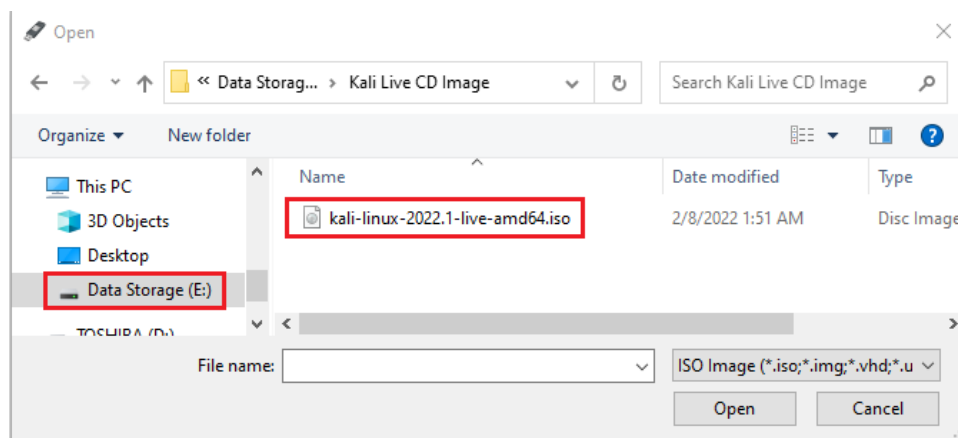 Open
« Data Storag... › Kali Live CD Image
Search Kali Live CD Image
Organize
New folder
This PC
3D Objects
Desktop
Data Storage (E:)
TOSHIBA (D:)
Name
Date modified
Type
kali-linux-2022.1-live-amd64.iso
2/8/2022 1:51 AM
Disc Image
File name:
ISO Image (*.iso;*.img;*.vhd;*.u
Open
Cancel